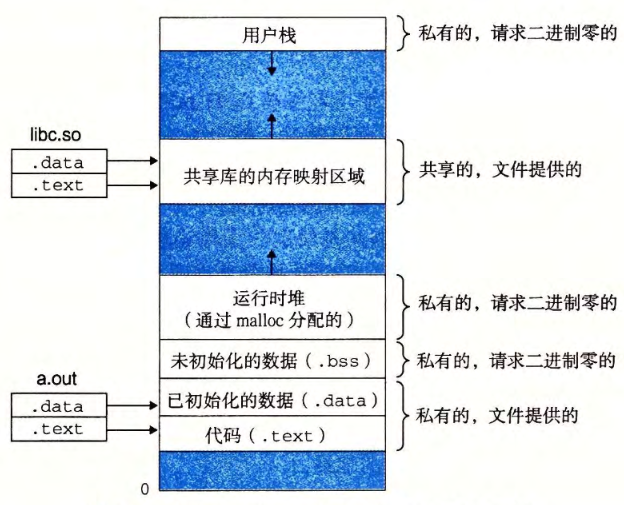 用户栈
私有的，请求二进制零的
libc.so
.data
.text
共享库的内存映射区域
共享的，文件提供的
运行时堆
（通过 malloc 分配的）
私有的，请求二进制零的
未初始化的数据（.bss）
私有的，请求二进制零的
a.out
.data
.text
已初始化的数据（.data）
代码（.text）
私有的，文件提供的
0